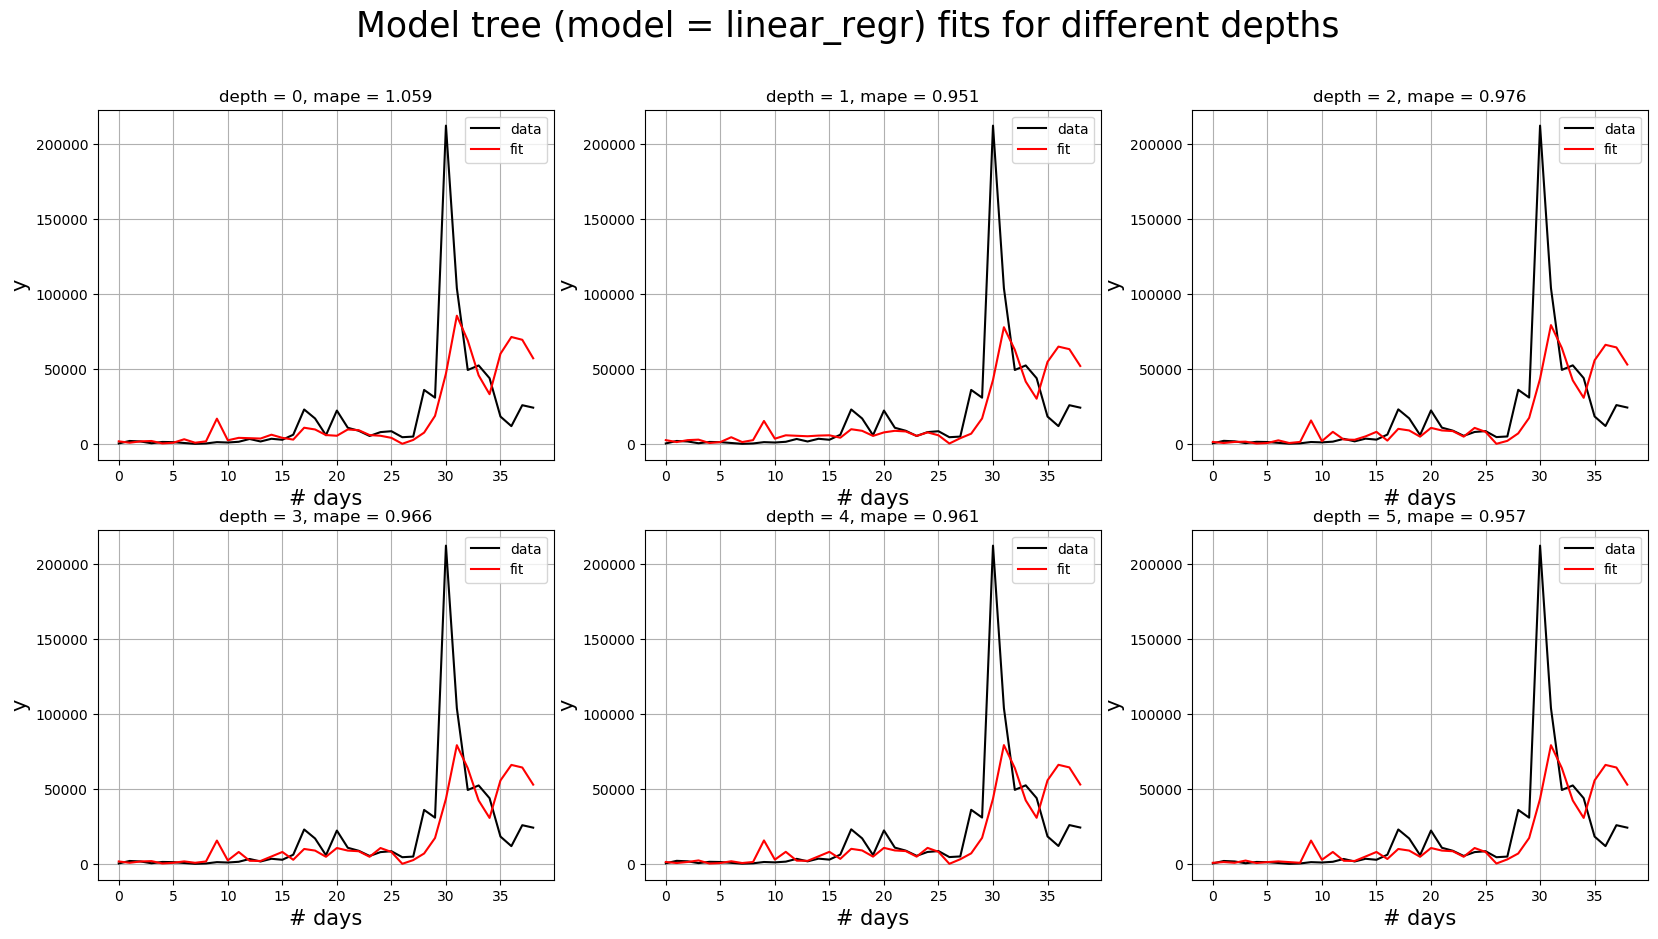 Model tree (model = linear_regr) fits for different depths
depth = 0, mape = 1.059
data
fit
200000
150000
100000
50000
0
y
0 5 10 15 20 25 30 35
# days
depth = 1, mape = 0.951
data
fit
200000
150000
100000
50000
0
y
0 5 10 15 20 25 30 35
# days
depth = 2, mape = 0.976
data
fit
200000
150000
100000
50000
0
y
0 5 10 15 20 25 30 35
# days
depth = 3, mape = 0.966
data
fit
200000
150000
100000
50000
0
y
0 5 10 15 20 25 30 35
# days
depth = 4, mape = 0.961
data
fit
200000
150000
100000
50000
0
y
0 5 10 15 20 25 30 35
# days
depth = 5, mape = 0.957
data
fit
200000
150000
100000
50000
0
y
0 5 10 15 20 25 30 35
# days